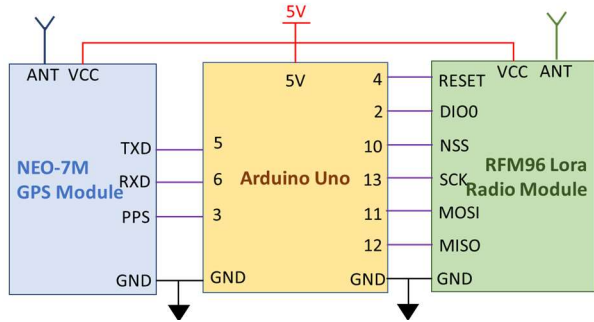 5V
ANT VCC
5V
VCC ANT
NEO-7M
GPS Module
TXD
RXD
PPS
GND
5
6
3
GND
Arduino Uno
4
2
10
13
11
12
GND
RESET
DIO0
NSS
SCK
MOSI
MISO
GND
RFM96 Lora
Radio Module